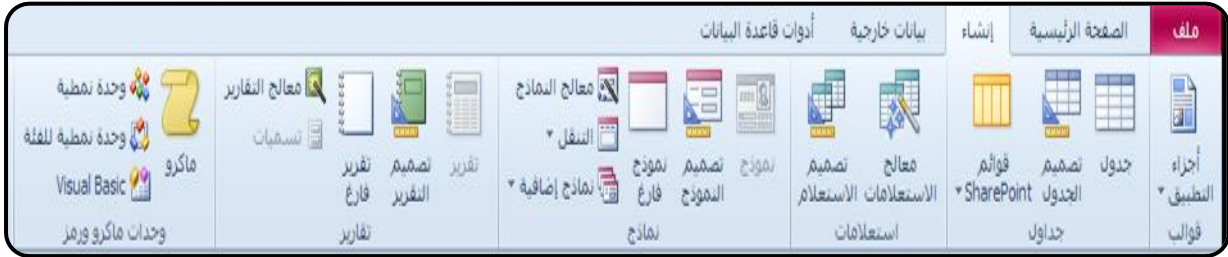 ملف الصفحة الرئيسية إنشاء بيانات خارجية أدوات قاعدة البيانات
أجزاء التطبيق
قوالب
جدول
تصميم الجدول
قوائم SharePoint
جداول
معالج الاستعلامات
تصميم الاستعلام
استعلامات
نموذج
تصميم النموذج
نموذج فارغ
معالج النماذج
التنقل
نماذج إضافية
نماذج
تقرير
تصميم التقرير
تقرير فارغ
معالج التقارير
تسميات
تقارير
ماكرو
وحدة نمطية
وحدة نمطية للفئة
Visual Basic
وحدات ماكرو ورمز